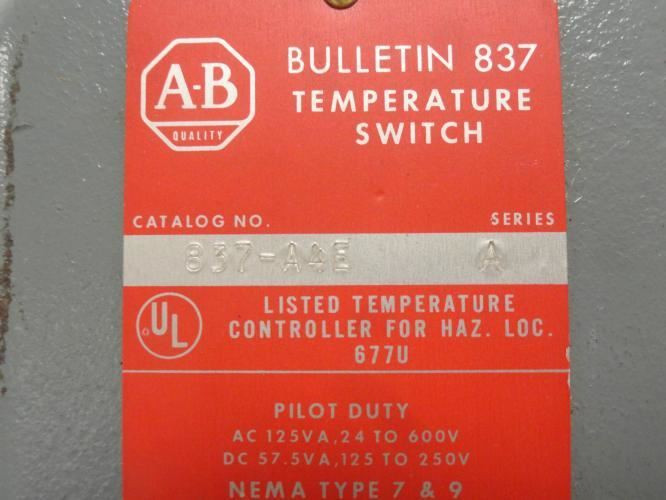 A-B
QUALITY
BULLETIN 837
TEMPERATURE
SWITCH
CATALOG NO. SERIES
837-A4E A
UL
LISTED TEMPERATURE
CONTROLLER FOR HAZ. LOC.
677U
PILOT DUTY
AC 125VA, 24 TO 600V
DC 57.5VA, 125 TO 250V
NEMA TYPE 7 & 9